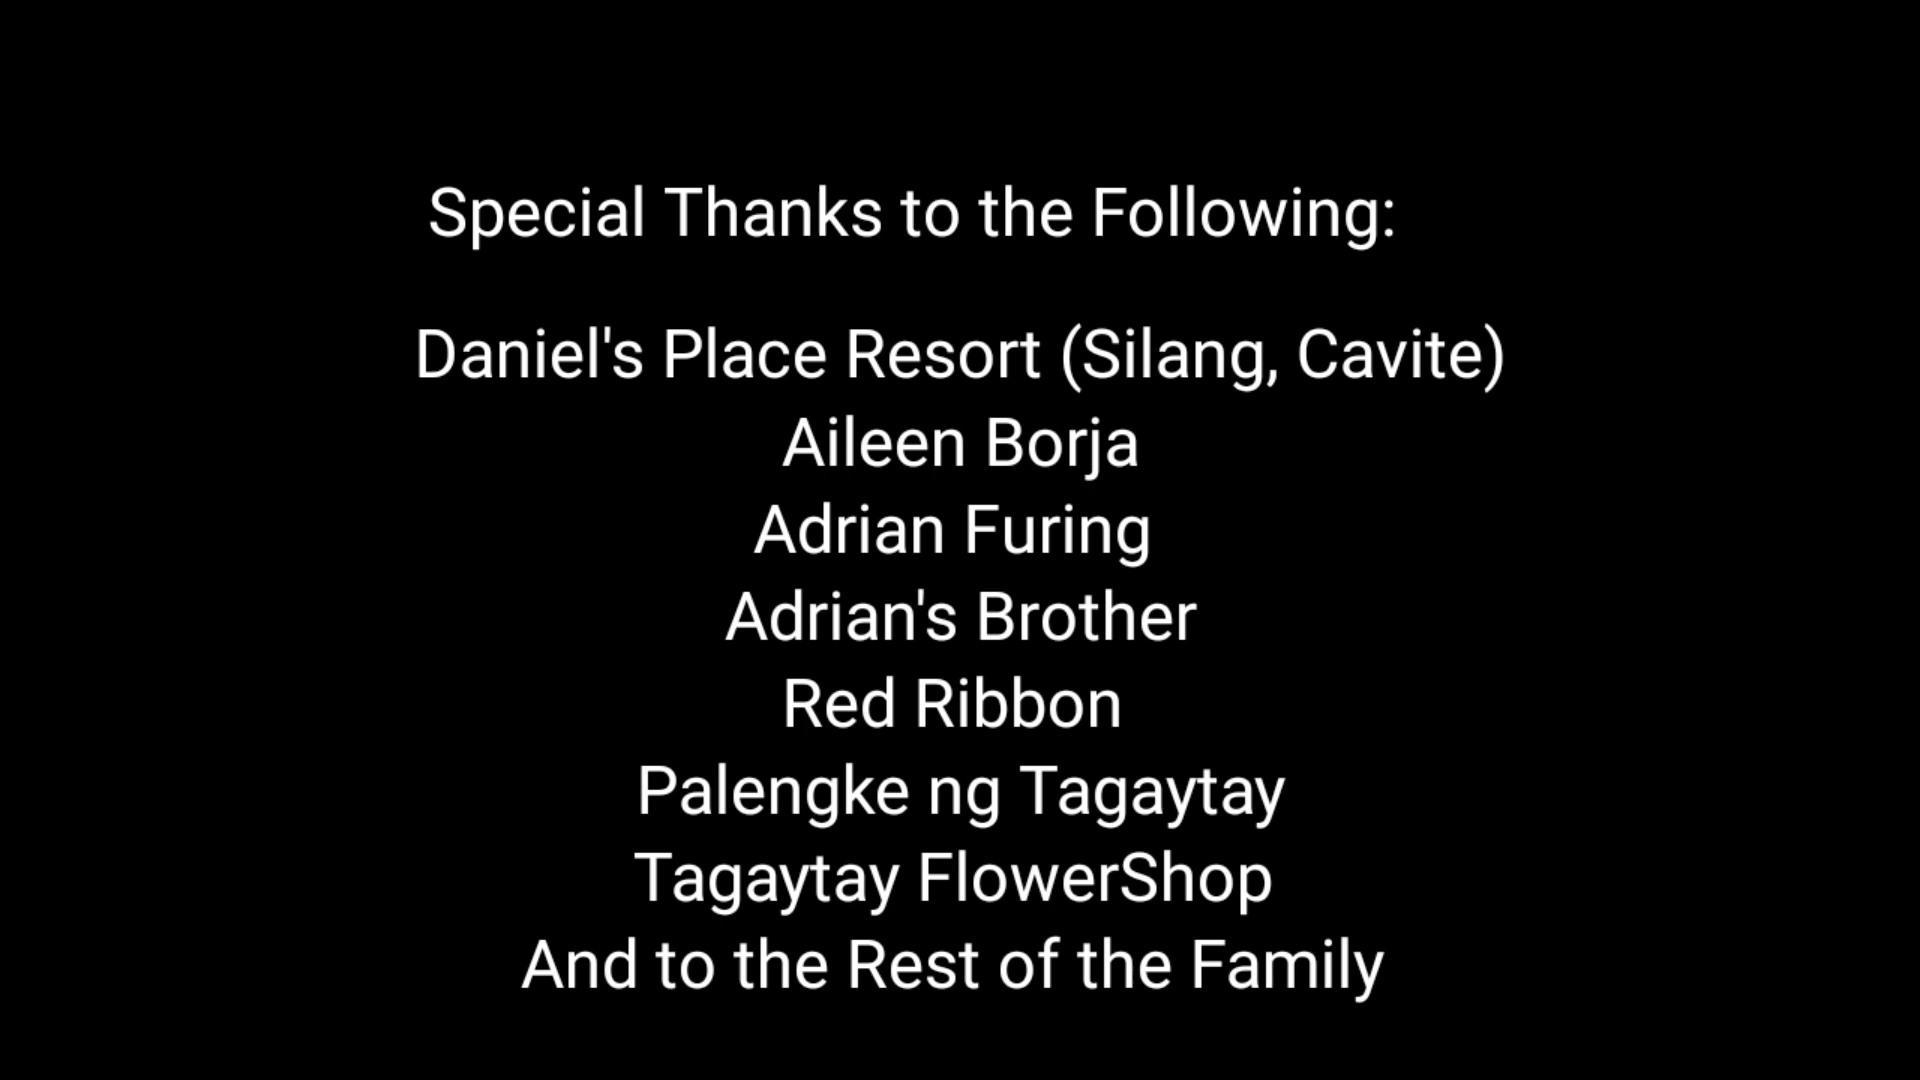 Special Thanks to the Following:
Daniel's Place Resort (Silang, Cavite)
Aileen Borja
Adrian Furing
Adrian's Brother
Red Ribbon
Palengke ng Tagaytay
Tagaytay FlowerShop
And to the Rest of the Family